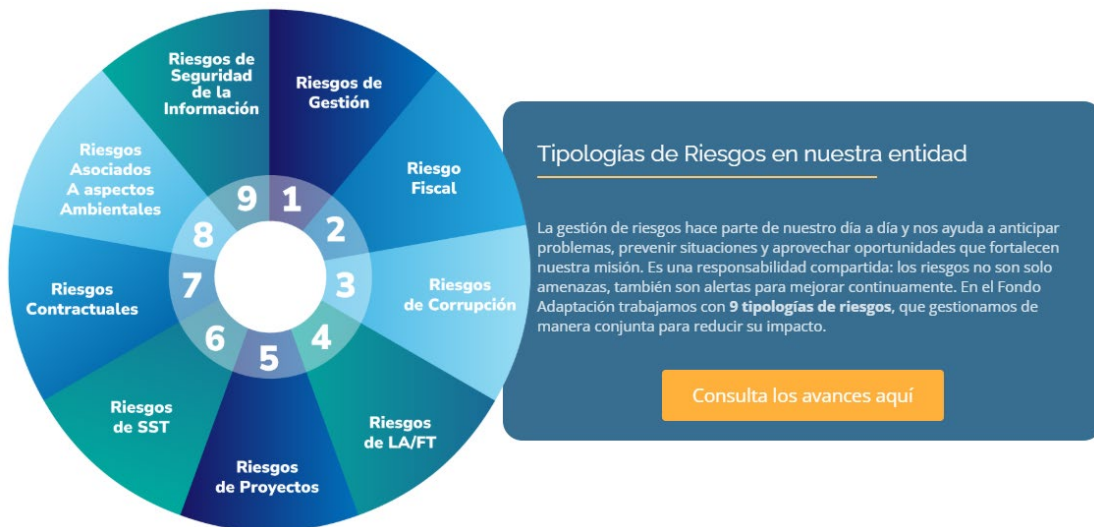 Riesgos de
Gestión
1
Riesgo
Fiscal
2
Riesgos
de Corrupción
3
Riesgos
de LA/FT
4
Riesgos
de Proyectos
5
Riesgos
de SST
6
Riesgos
Contractuales
7
Riesgos
Asociados
A aspectos
Ambientales
8
Riesgos de
Seguridad
de la
Información
9
Tipologías de Riesgos en nuestra entidad
La gestión de riesgos hace parte de nuestro día a día y nos ayuda a anticipar
problemas, prevenir situaciones y aprovechar oportunidades que fortalecen
nuestra misión. Es una responsabilidad compartida: los riesgos no son solo
amenazas, también son alertas para mejorar continuamente. En el Fondo
Adaptación trabajamos con 9 tipologías de riesgos, que gestionamos de
manera conjunta para reducir su impacto.
Consulta los avances aquí